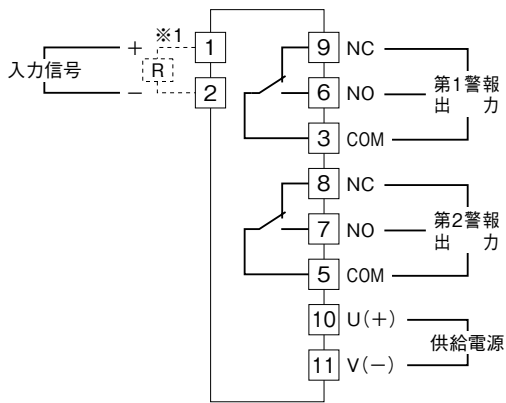 ※1
入力信号
+
R
−
1
2
9 NC
6 NO
3 COM
第1警報
出 力
8 NC
7 NO
5 COM
第2警報
出 力
10 U(+)
11 V(−)
供給電源